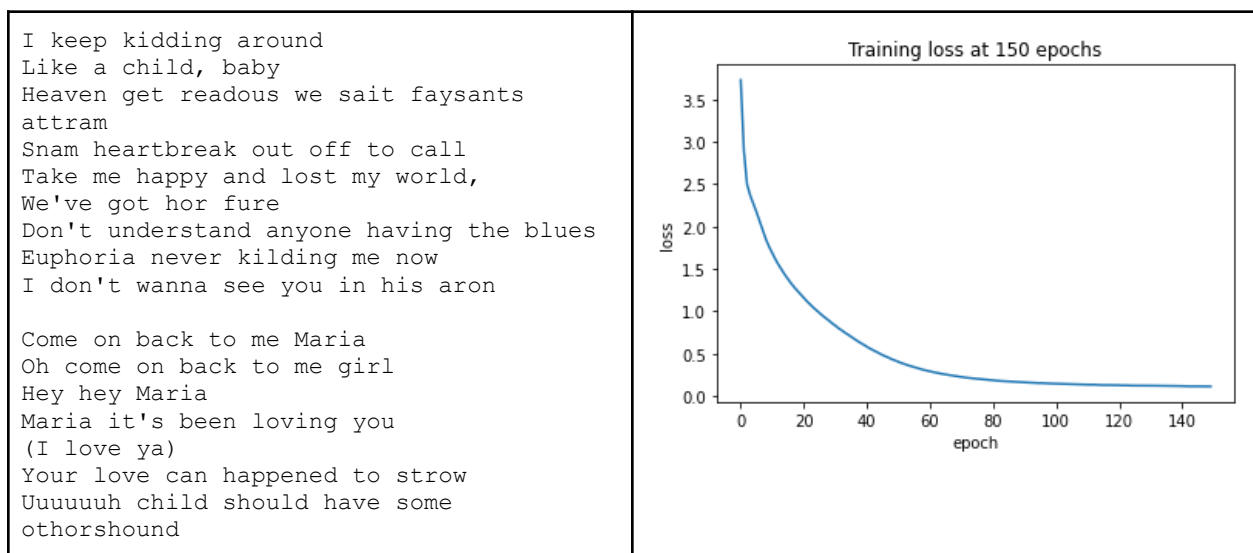 I keep kidding around
Like a child, baby
Heaven get readous we sait faysants
attram
Snam heartbreak out off to call
Take me happy and lost my world,
We've got hor fure
Don't understand anyone having the blues
Euphoria never kilding me now
I don't wanna see you in his aron

Come on back to me Maria
Oh come on back to me girl
Hey hey Maria
Maria it's been loving you
(I love ya)
Your love can happened to strow
Uuuuuuh child should have some
othorshound
Training loss at 150 epochs
3.5
3.0
2.5
2.0
1.5
1.0
0.5
0.0
loss
0 20 40 60 80 100 120 140
epoch